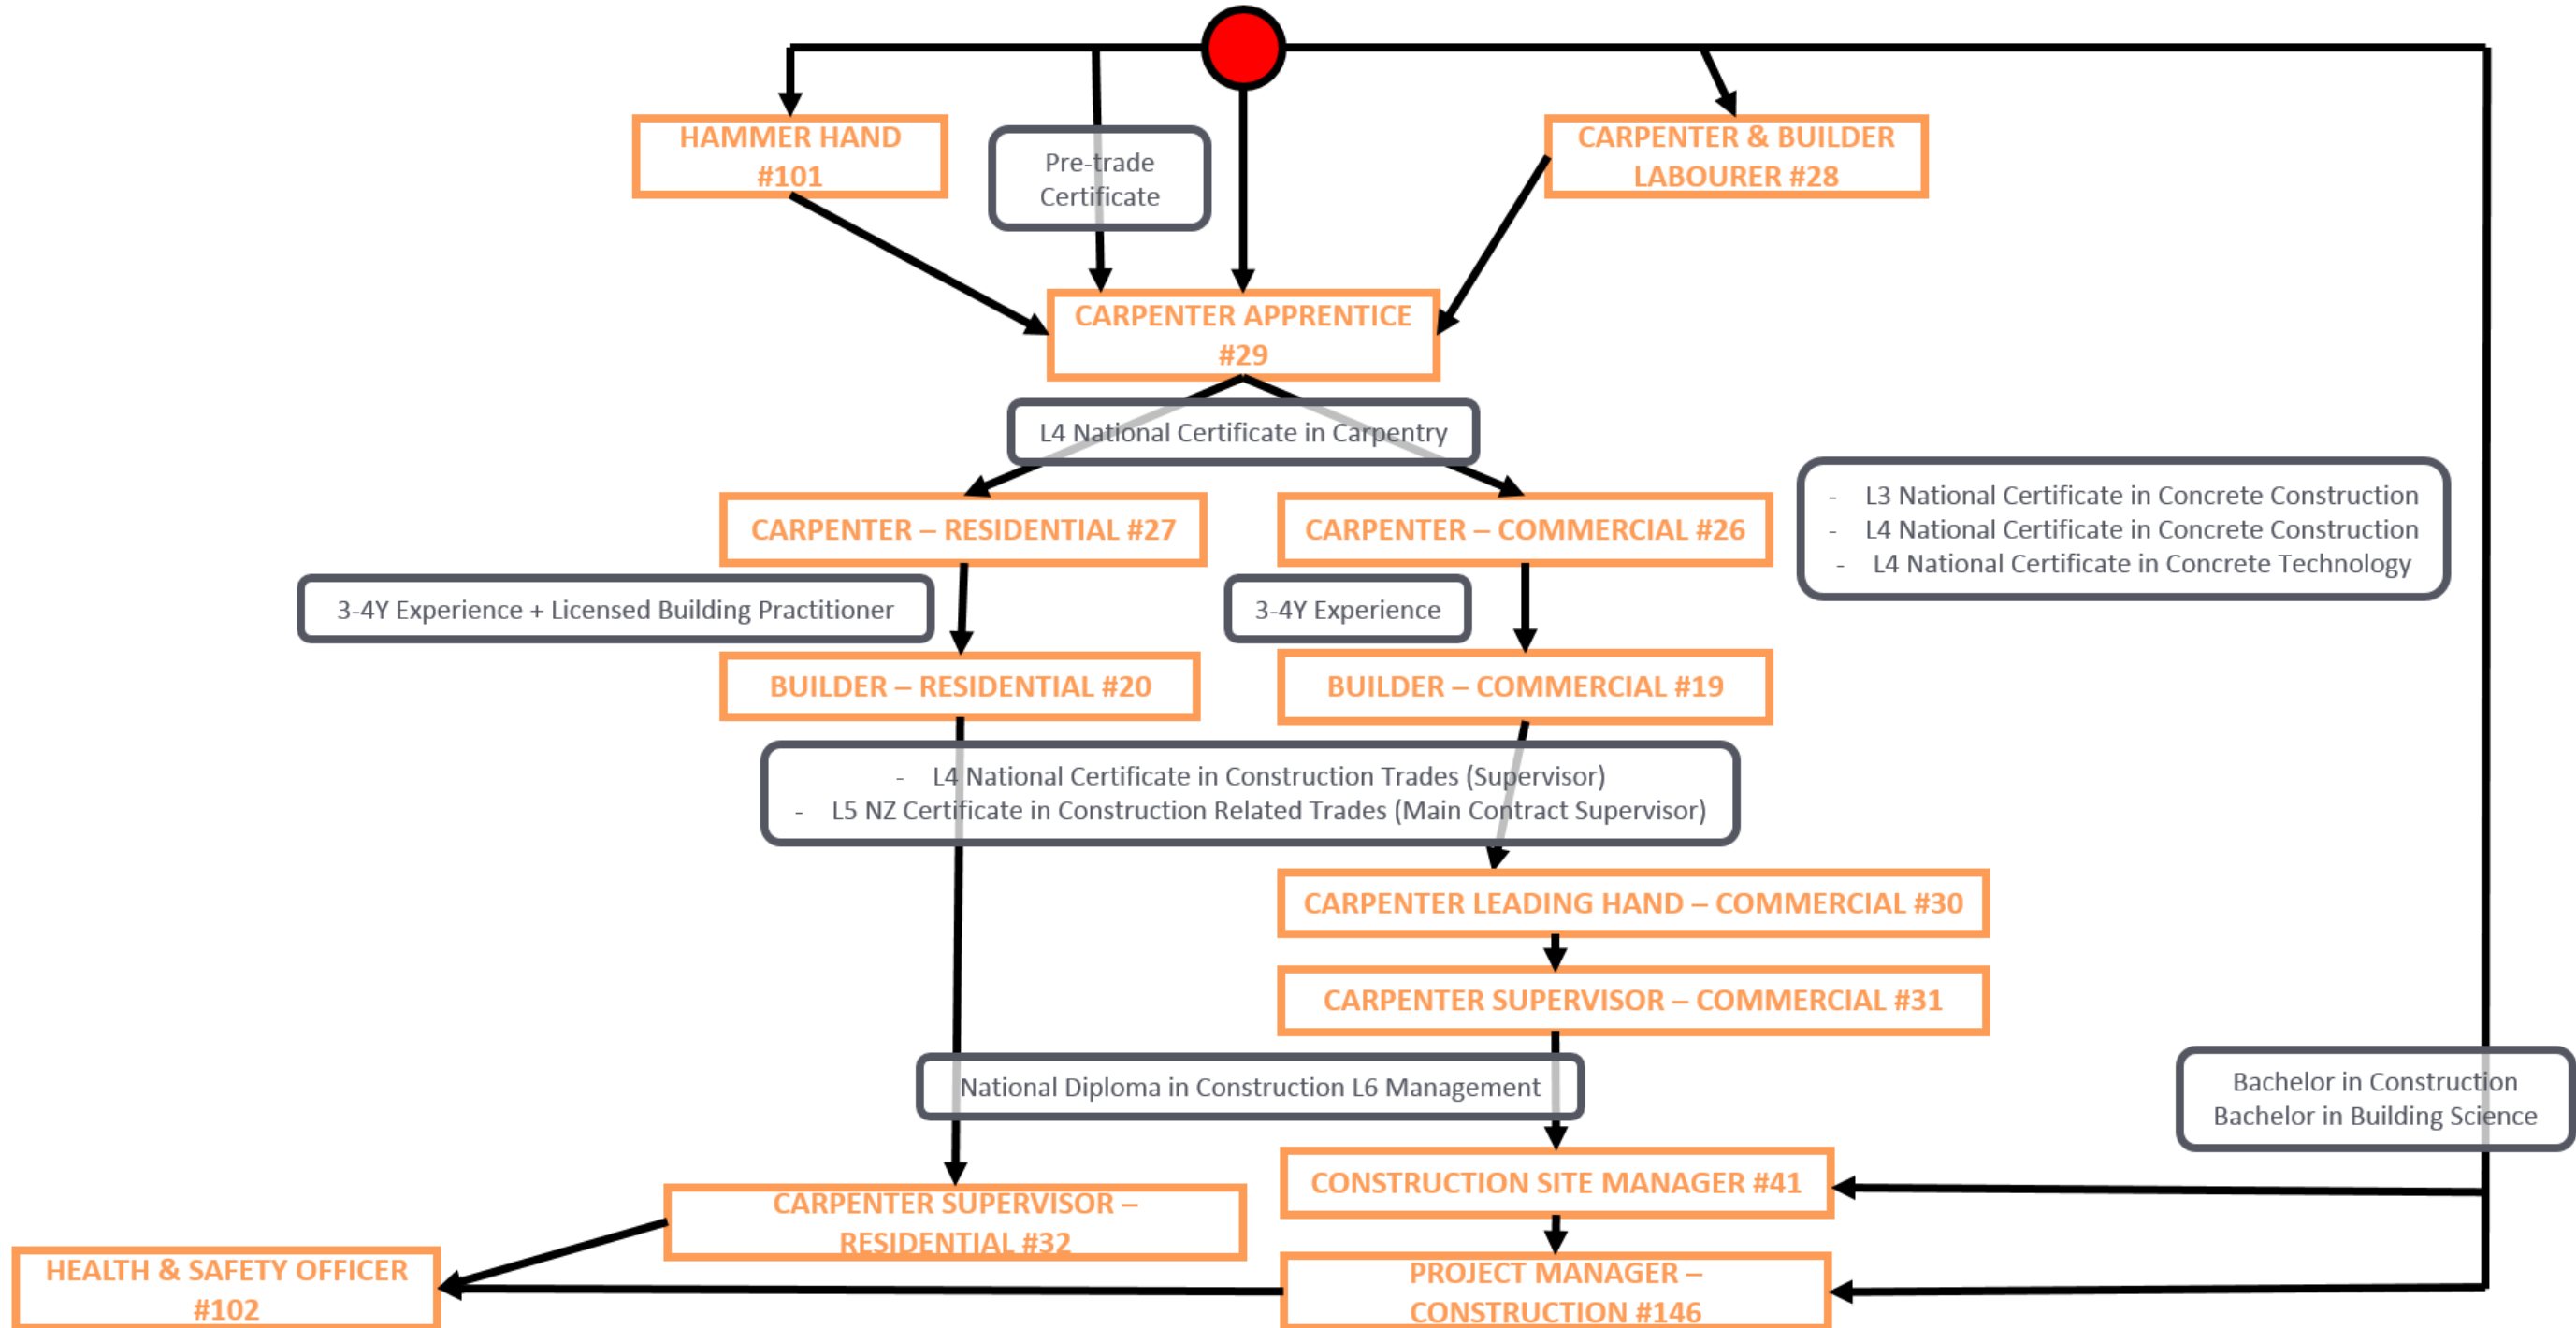 HAMMER HAND
#101
Pre-trade
Certificate
CARPENTER & BUILDER
LABOURER #28
CARPENTER APPRENTICE
#29
L4 National Certificate in Carpentry
CARPENTER – RESIDENTIAL #27
CARPENTER – COMMERCIAL #26
- L3 National Certificate in Concrete Construction
- L4 National Certificate in Concrete Construction
- L4 National Certificate in Concrete Technology
3-4Y Experience + Licensed Building Practitioner
3-4Y Experience
BUILDER – RESIDENTIAL #20
BUILDER – COMMERCIAL #19
- L4 National Certificate in Construction Trades (Supervisor)
- L5 NZ Certificate in Construction Related Trades (Main Contract Supervisor)
CARPENTER LEADING HAND – COMMERCIAL #30
CARPENTER SUPERVISOR – COMMERCIAL #31
National Diploma in Construction L6 Management
Bachelor in Construction
Bachelor in Building Science
CONSTRUCTION SITE MANAGER #41
CARPENTER SUPERVISOR –
RESIDENTIAL #32
HEALTH & SAFETY OFFICER
#102
PROJECT MANAGER –
CONSTRUCTION #146